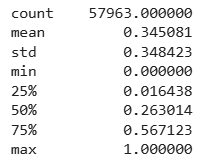 count 57963.000000
mean 0.345081
std 0.348423
min 0.000000
25% 0.016438
50% 0.263014
75% 0.567123
max 1.000000